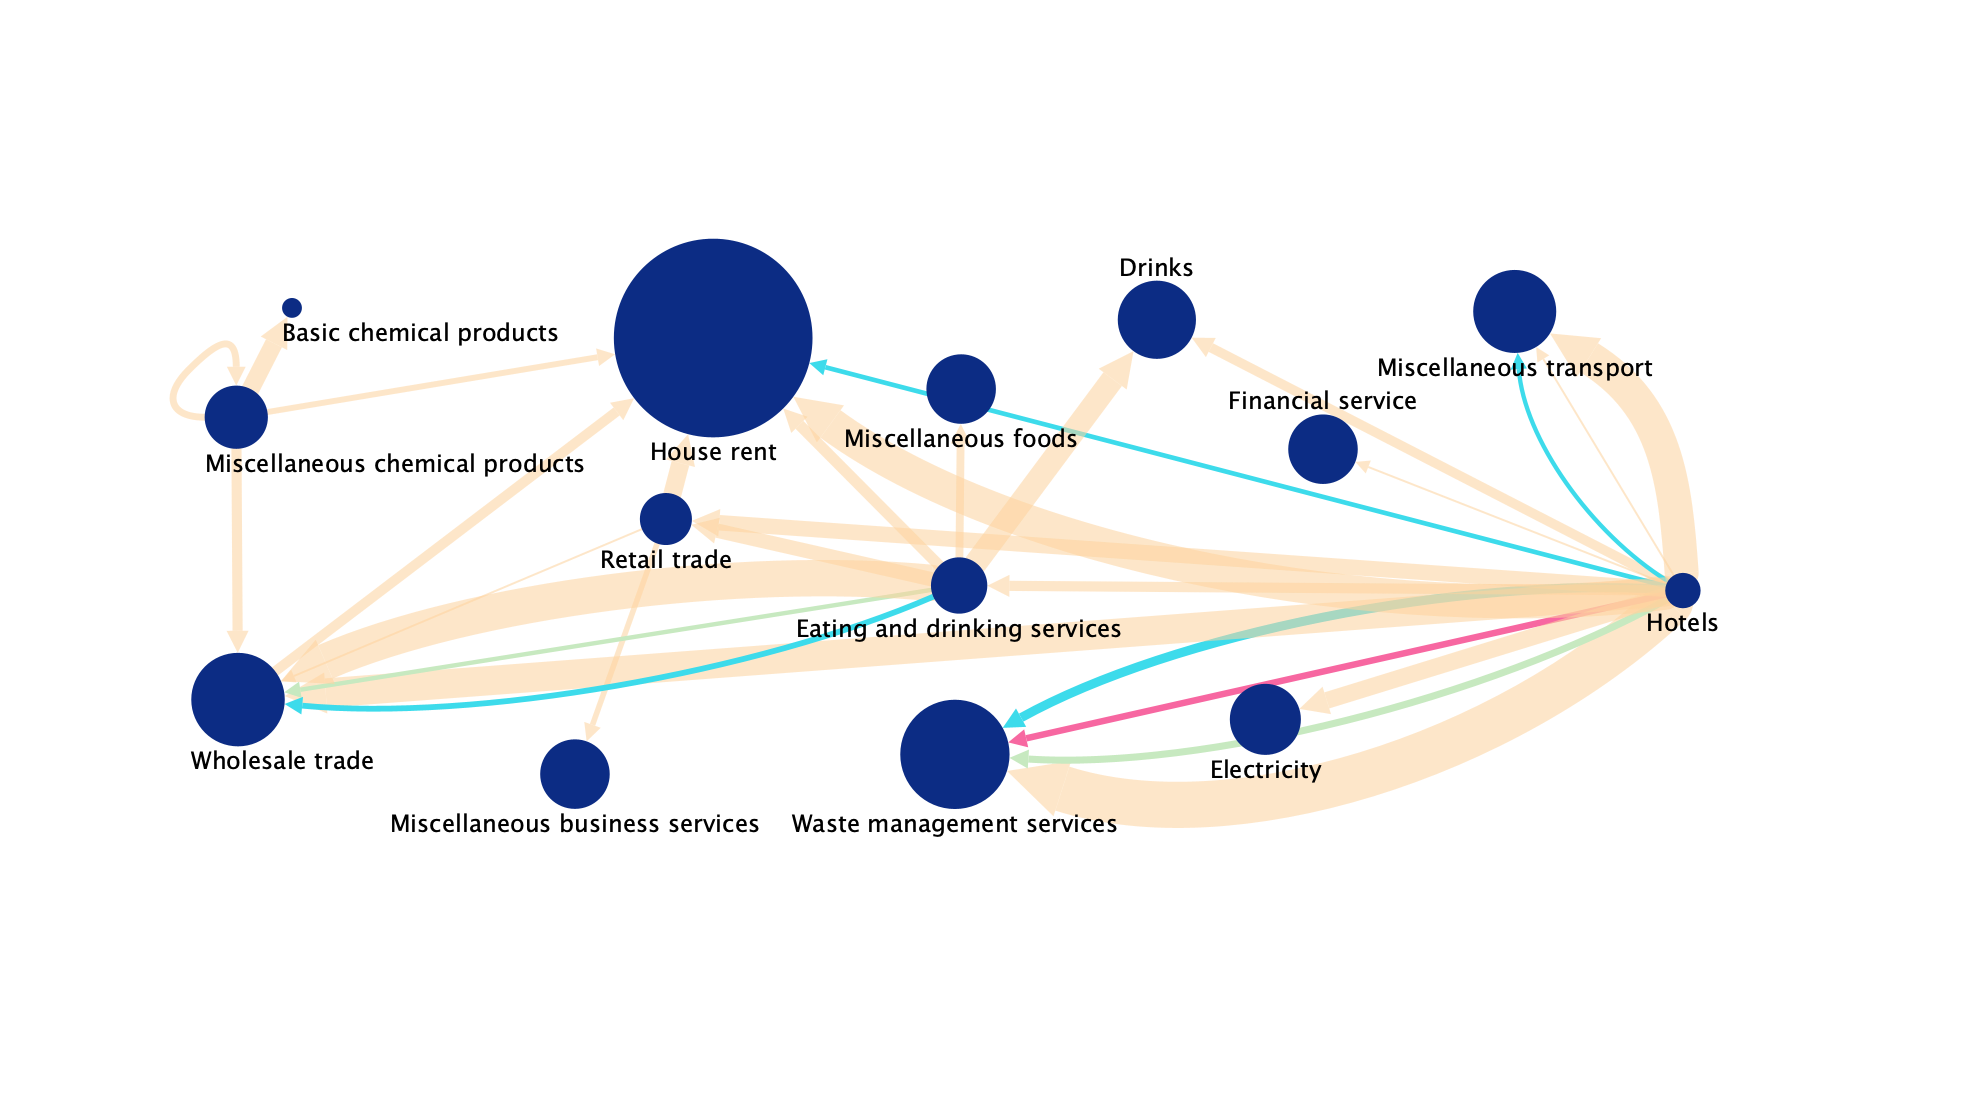 Drinks
Basic chemical products
Miscellaneous transport
Financial service
Miscellaneous foods
House rent
Miscellaneous chemical products
Retail trade
Hotels
Eating and drinking services
Wholesale trade
Electricity
Miscellaneous business services
Waste management services